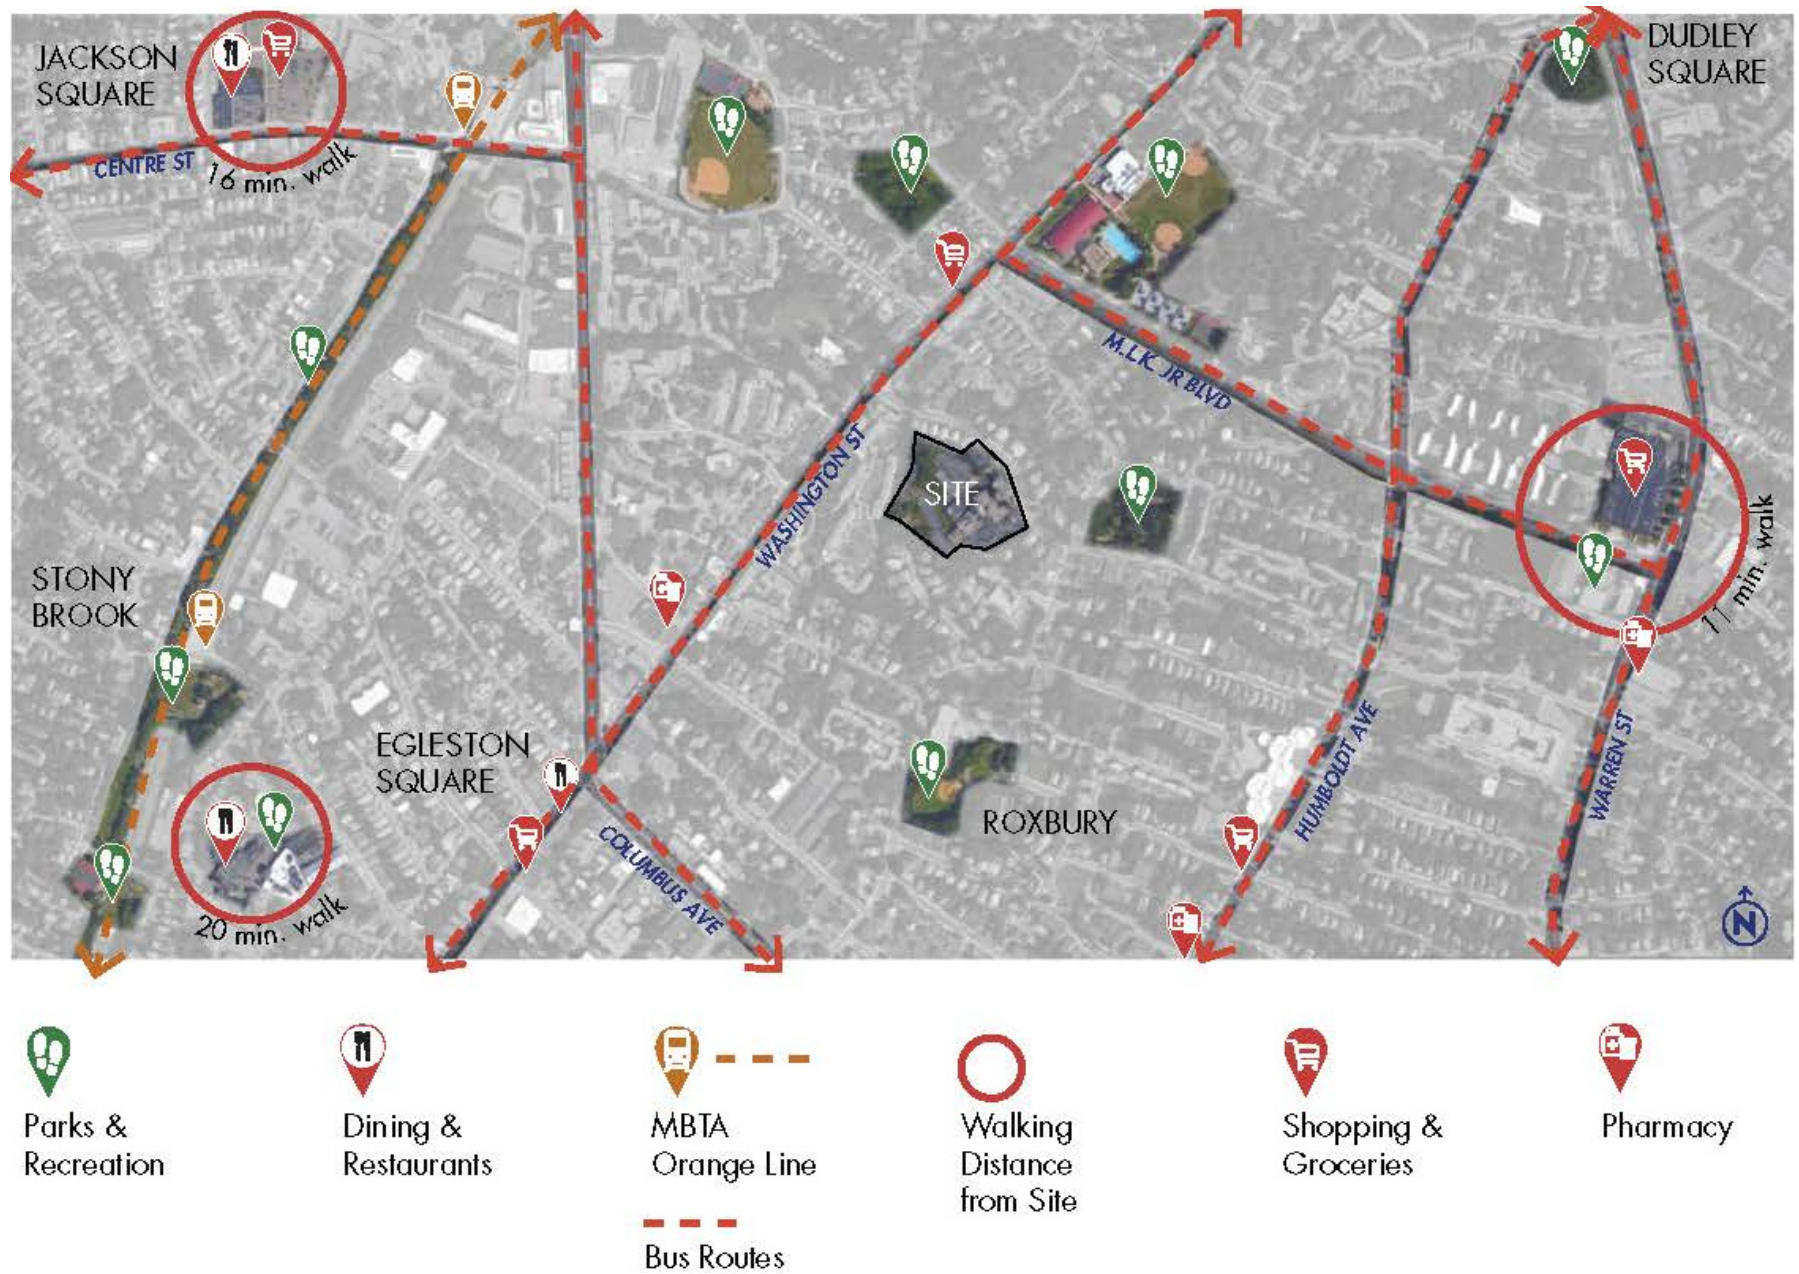 JACKSON
SQUARE
DUDLEY
SQUARE
CENTRE ST
16 min. walk
M.L.K. JR BLVD
WASHINGTON ST
SITE
11 min. walk
STONY
BROOK
EGLESTON
SQUARE
ROXBURY
HUMBOLDT AVE
WARREN ST
COLUMBUS AVE
20 min. walk
N
Parks &
Recreation
Dining &
Restaurants
MBTA
Orange Line
Walking
Distance
from Site
Shopping &
Groceries
Pharmacy
Bus Routes